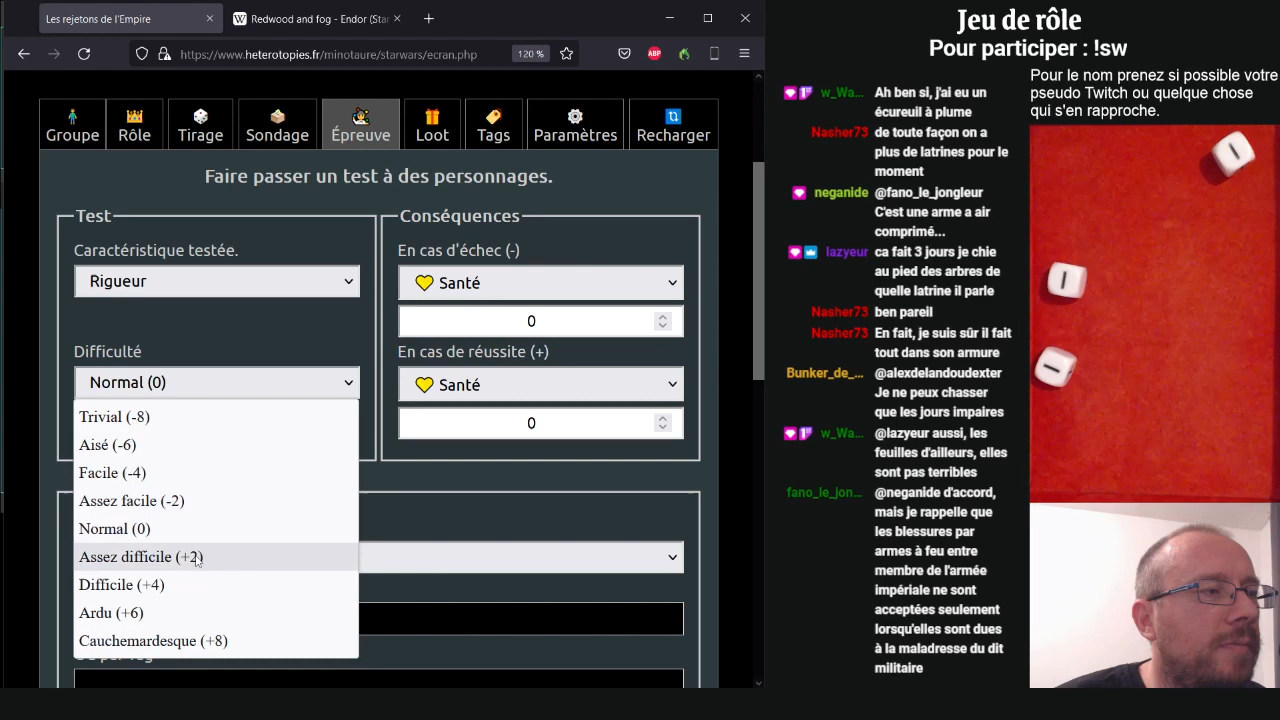 Les rejetons de l'Empire
Redwood and fog - Endor (Star
https://www.heterotopies.fr/minotaure/starwars/ecran.php
120 %
ABP
Groupe
Rôle
Tirage
Sondage
Épreuve
Loot
Tags
Paramètres
Recharger
Faire passer un test à des personnages.
Test
Caractéristique testée.
Rigueur
Difficulté
Normal (0)
Trivial (-8)
Aisé (-6)
Facile (-4)
Assez facile (-2)
Normal (0)
Assez difficile (+2)
Difficile (+4)
Ardu (+6)
Cauchemardesque (+8)
Conséquences
En cas d'échec (-)
Santé
0
En cas de réussite (+)
Santé
0
Jeu de rôle
Pour participer : !sw
w_Wa... Ah ben si, j'ai eu un
écureuil à plume
Nasher73 de toute façon on a
plus de latrines pour le
moment
neganide @fano_le_jongleur
C'est une arme a air
comprimé...
lazyeur ca fait 3 jours je chie
au pied des arbres de
quelle latrine il parle
Nasher73 ben pareil
Nasher73 En fait, je suis sûr il fait
tout dans son armure
Bunker_de_... @alexdelandoudexter
Je ne peux chasser
que les jours impaires
w_Wa... @lazyeur aussi, les
feuilles d'ailleurs, elles
sont pas terribles
fano_le_jon... @neganide d'accord,
mais je rappelle que
les blessures par
armes à feu entre
membre de l'armée
impériale ne sont
acceptées seulement
lorsqu'elles sont dues
à la maladresse du dit
militaire
Pour le nom prenez si possible votre
pseudo Twitch ou quelque chose
qui s'en rapproche.